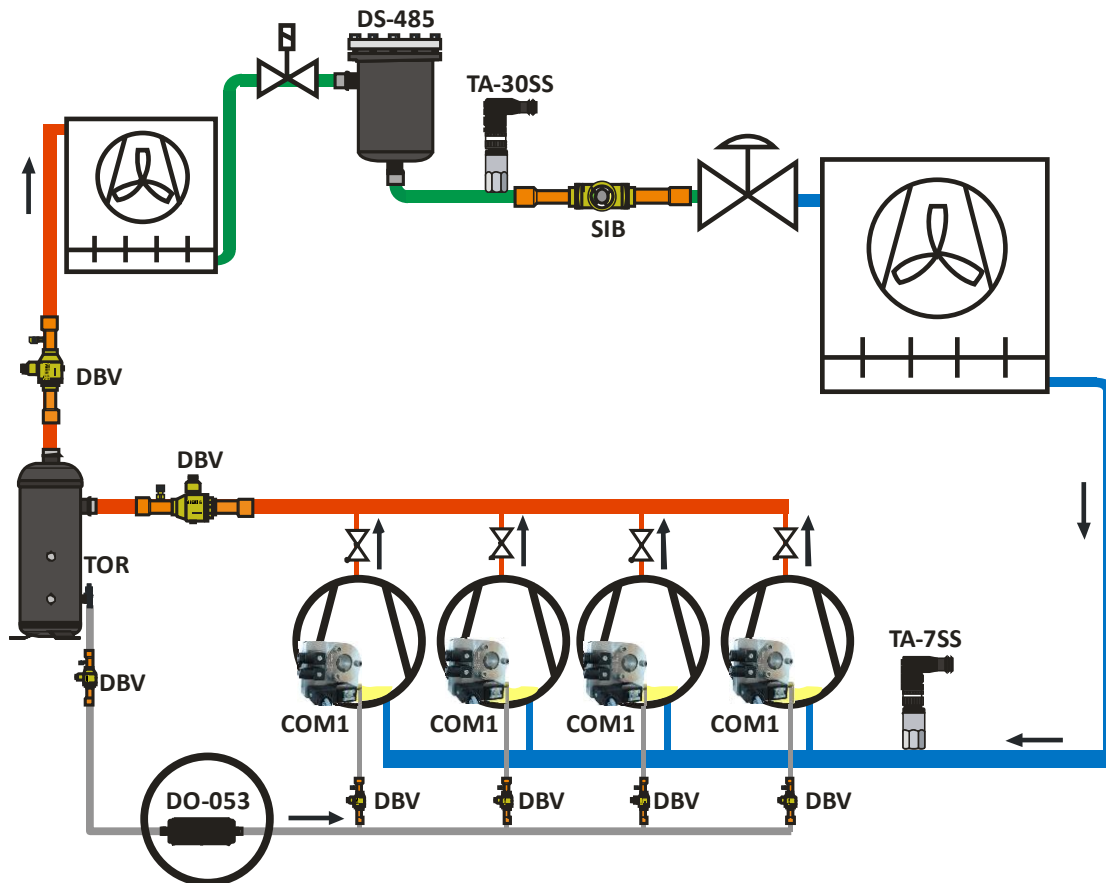 DS-485
TA-30SS
SIB
DBV
DBV
TOR
TA-7SS
DBV
COM1
COM1
COM1
COM1
DO-053
DBV
DBV
DBV
DBV